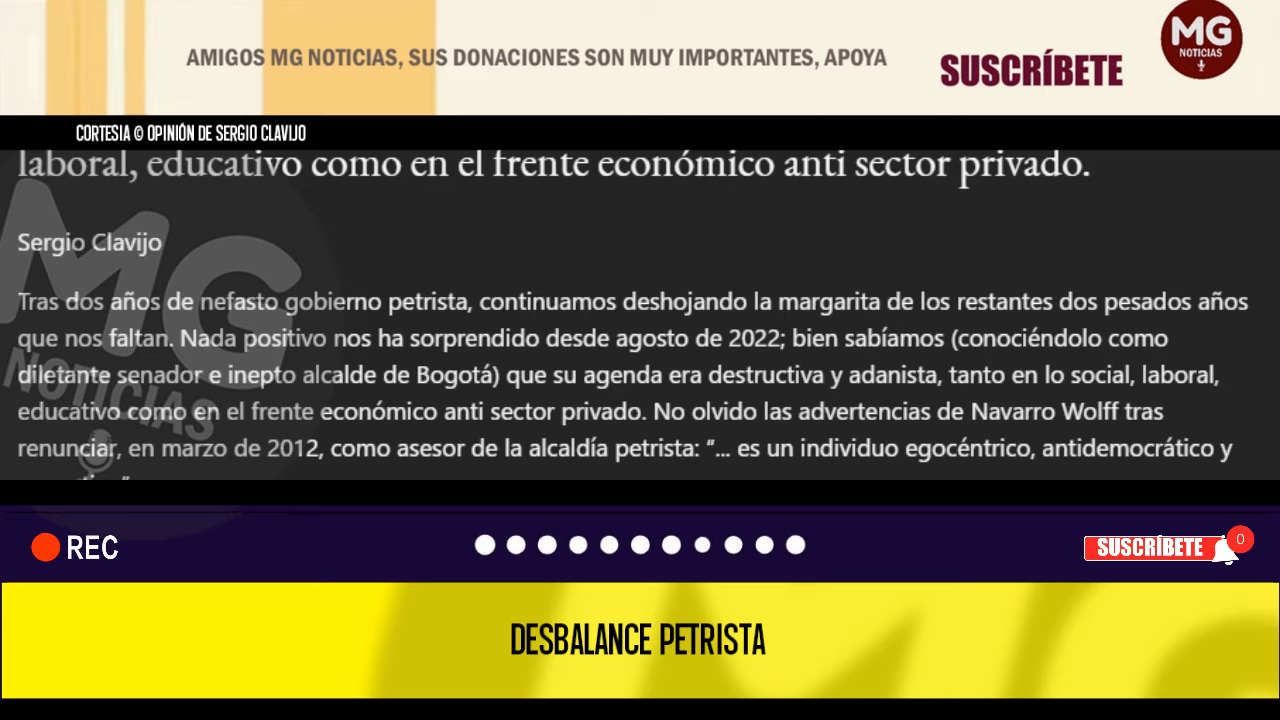 AMIGOS MG NOTICIAS, SUS DONACIONES SON MUY IMPORTANTES, APOYA
SUSCRÍBETE
MG
NOTICIAS
CORTESIA © OPINIÓN DE SERGIO CLAVIJO
laboral, educativo como en el frente económico anti sector privado.
Sergio Clavijo
Tras dos años de nefasto gobierno petrista, continuamos deshojando la margarita de los restantes dos pesados años
que nos faltan. Nada positivo nos ha sorprendido desde agosto de 2022; bien sabíamos (conociéndolo como
diletante senador e inepto alcalde de Bogotá) que su agenda era destructiva y adanista, tanto en lo social, laboral,
educativo como en el frente económico anti sector privado. No olvido las advertencias de Navarro Wolff tras
renunciar, en marzo de 2012, como asesor de la alcaldía petrista: "... es un individuo egocéntrico, antidemocrático y
MG
NOTICIAS
REC
SUSCRÍBETE
0
DESBALANCE PETRISTA